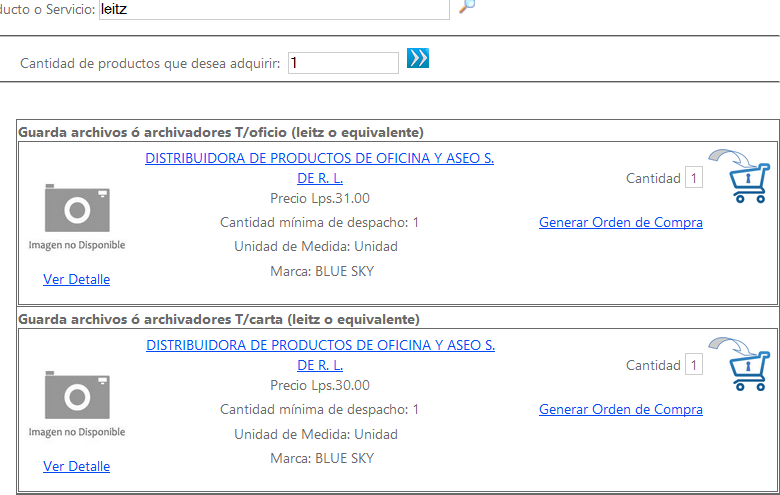 ducto o Servicio: leitz
Cantidad de productos que desea adquirir: 1
Guarda archivos ó archivadores T/oficio (leitz o equivalente)
DISTRIBUIDORA DE PRODUCTOS DE OFICINA Y ASEO S.
DE R. L.
Precio Lps.31.00
Cantidad mínima de despacho: 1
Unidad de Medida: Unidad
Marca: BLUE SKY
Imagen no Disponible
Ver Detalle
Cantidad 1
Generar Orden de Compra
Guarda archivos ó archivadores T/carta (leitz o equivalente)
DISTRIBUIDORA DE PRODUCTOS DE OFICINA Y ASEO S.
DE R. L.
Precio Lps.30.00
Cantidad mínima de despacho: 1
Unidad de Medida: Unidad
Marca: BLUE SKY
Imagen no Disponible
Ver Detalle
Cantidad 1
Generar Orden de Compra